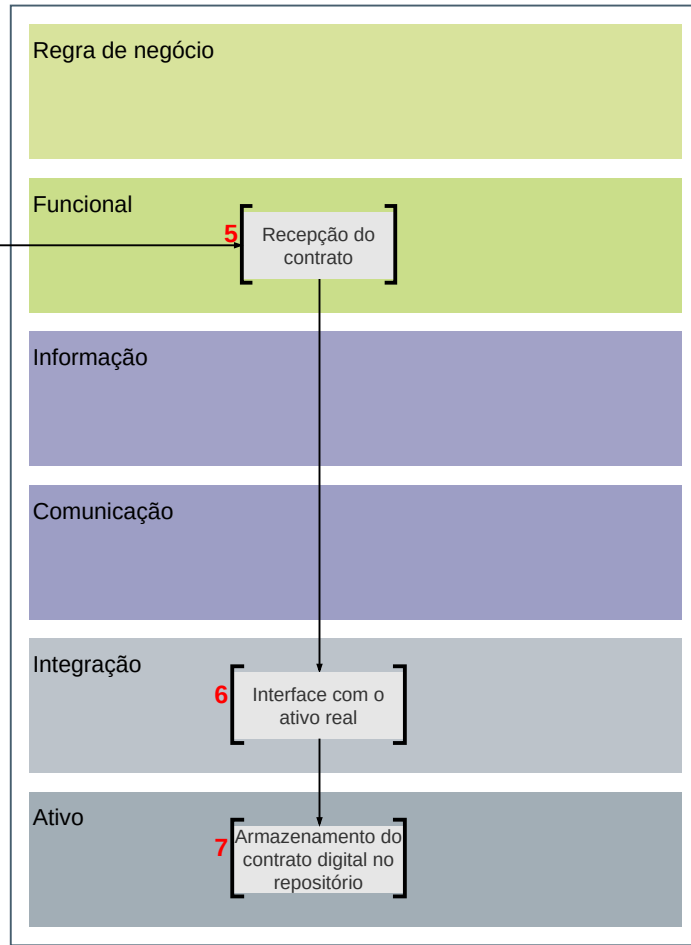 Regra de negócio
Funcional
5
Recepção do
contrato
Informação
Comunicação
Integração
6
Interface com o
ativo real
Ativo
7
Armazenamento do
contrato digital no
repositório